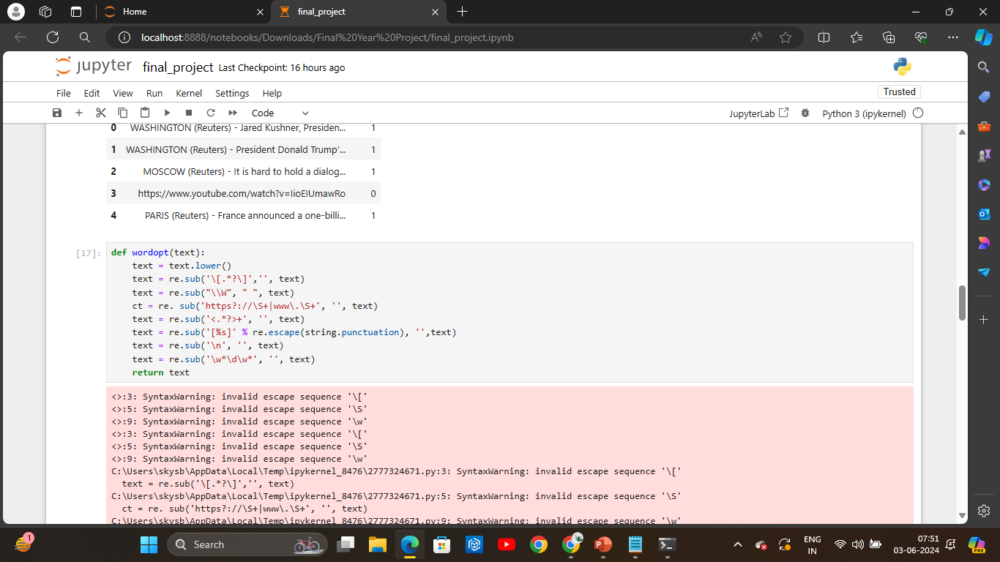 Home
final_project
localhost:8888/notebooks/Downloads/Final%20Year%20Project/final_project.ipynb
jupyter final_project Last Checkpoint: 16 hours ago
File Edit View Run Kernel Settings Help
Trusted
Code
JupyterLab
Python 3 (ipykernel)
0 WASHINGTON (Reuters) - Jared Kushner, Presiden... 1
1 WASHINGTON (Reuters) - President Donald Trump'... 1
2 MOSCOW (Reuters) - It is hard to hold a dialog... 1
3 https://www.youtube.com/watch?v=IioEIUmawRo 0
4 PARIS (Reuters) - France announced a one-billi... 1
[17]: def wordopt(text):
text = text.lower()
text = re.sub('\[.*?\]','', text)
text = re.sub("\\W", " ", text)
ct = re. sub('https?://\S+|www\.\S+', '', text)
text = re.sub('<.*?>+', '', text)
text = re.sub('[%s]' % re.escape(string.punctuation), '',text)
text = re.sub('\n', '', text)
text = re.sub('\w*\d\w*', '', text)
return text
<>:3: SyntaxWarning: invalid escape sequence '\['
<>:5: SyntaxWarning: invalid escape sequence '\S'
<>:9: SyntaxWarning: invalid escape sequence '\w'
<>:3: SyntaxWarning: invalid escape sequence '\['
<>:5: SyntaxWarning: invalid escape sequence '\S'
<>:9: SyntaxWarning: invalid escape sequence '\w'
C:\Users\skysb\AppData\Local\Temp\ipykernel_8476\2777324671.py:3: SyntaxWarning: invalid escape sequence '\['
text = re.sub('\[.*?\]','', text)
C:\Users\skysb\AppData\Local\Temp\ipykernel_8476\2777324671.py:5: SyntaxWarning: invalid escape sequence '\S'
ct = re. sub('https?://\S+|www\.\S+', '', text)
C:\Users\skysb\AppData\Local\Temp\ipykernel_8476\2777324671.py:9: SyntaxWarning: invalid escape sequence '\w'
1
Search
PRE
ENG
IN
07:51
03-06-2024